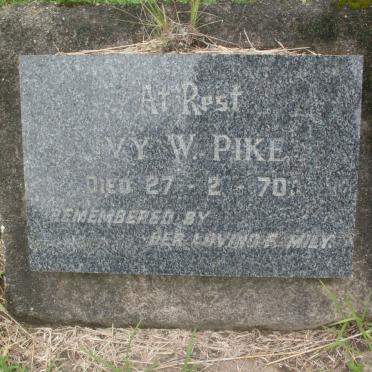 At Rest
IVY W. PIKE
DIED 27 - 2 - 70.
REMEMBERED BY
HER LOVING FAMILY.